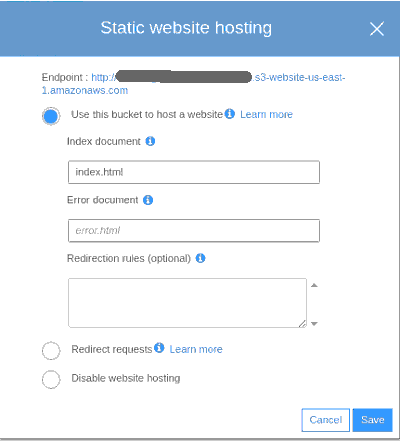 Static website hosting
Endpoint : http:// .s3-website-us-east-
1.amazonaws.com
Use this bucket to host a website Learn more
Index document
index.html
Error document
error.html
Redirection rules (optional)
Redirect requests Learn more
Disable website hosting
Cancel Save